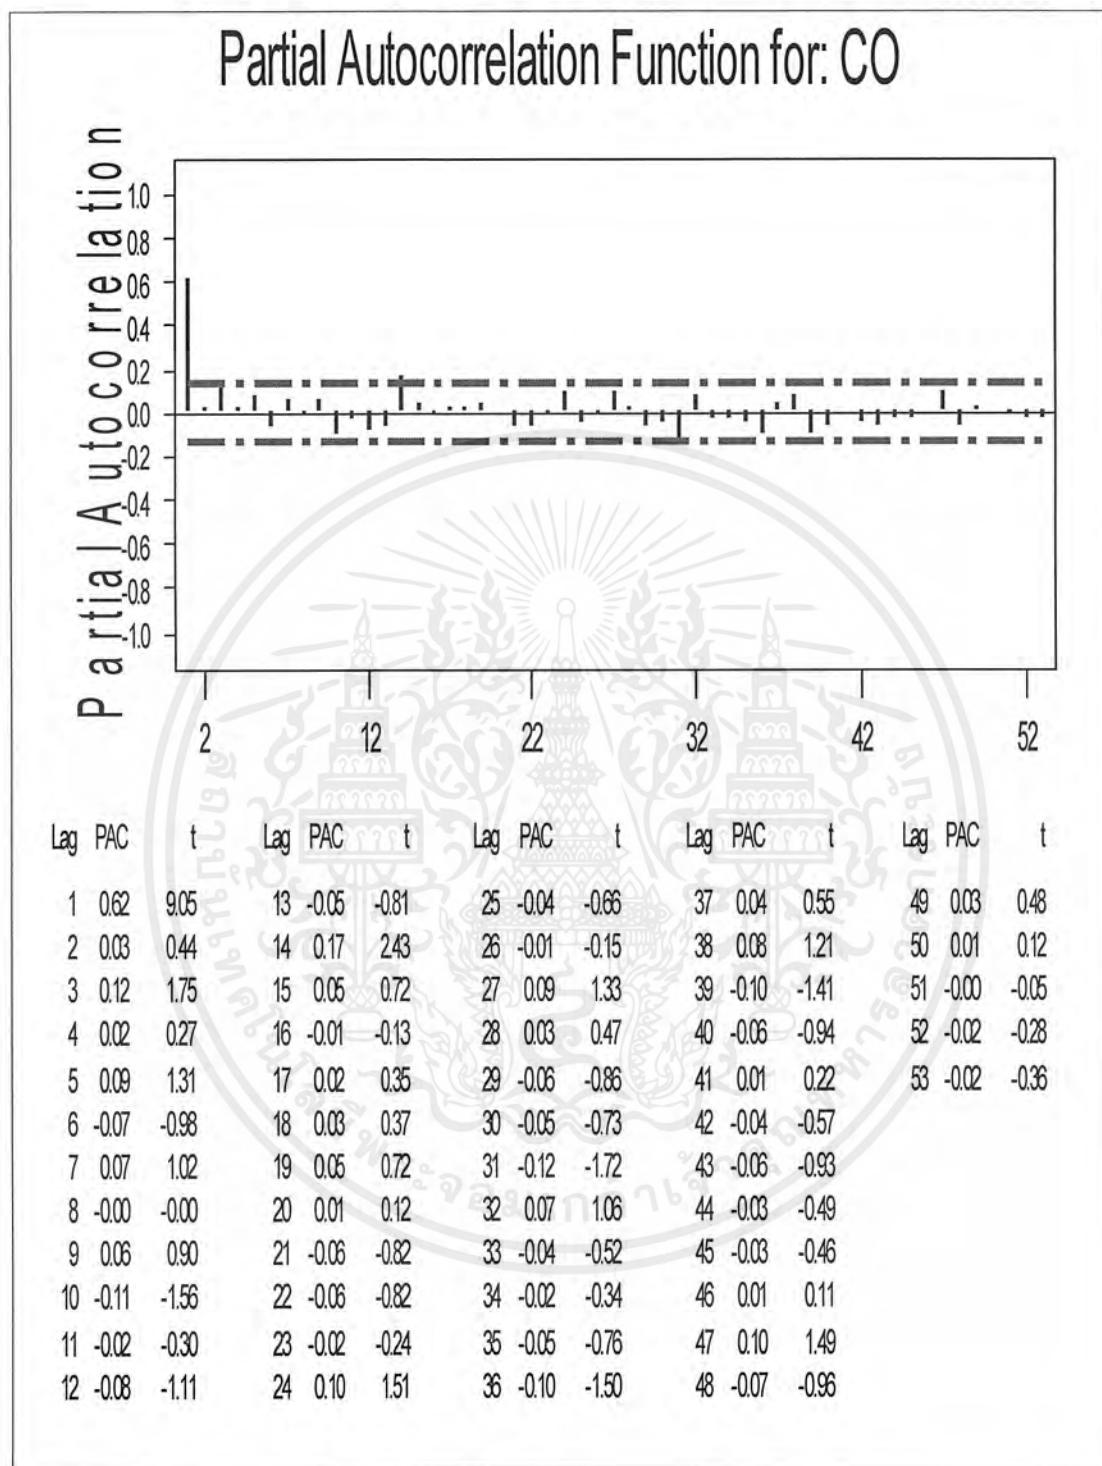 Partial Autocorrelation Function for: CO
Partial Autocorrelation
1.0
0.8
0.6
0.4
0.2
0.0
-0.2
-0.4
-0.6
-0.8
-1.0
2 12 22 32 42 52
Lag PAC t Lag PAC t Lag PAC t Lag PAC t Lag PAC t
1 0.62 9.05 13 -0.05 -0.81 25 -0.04 -0.66 37 0.04 0.55 49 0.03 0.48
2 0.03 0.44 14 0.17 2.43 26 -0.01 -0.15 38 0.08 1.21 50 0.01 0.12
3 0.12 1.75 15 0.05 0.72 27 0.09 1.33 39 -0.10 -1.41 51 -0.00 -0.05
4 0.02 0.27 16 -0.01 -0.13 28 0.03 0.47 40 -0.06 -0.94 52 -0.02 -0.28
5 0.09 1.31 17 0.02 0.35 29 -0.06 -0.86 41 0.01 0.22 53 -0.02 -0.36
6 -0.07 -0.98 18 0.03 0.37 30 -0.05 -0.73 42 -0.04 -0.57
7 0.07 1.02 19 0.05 0.72 31 -0.12 -1.72 43 -0.06 -0.93
8 -0.00 -0.00 20 0.01 0.12 32 0.07 1.06 44 -0.03 -0.49
9 0.06 0.90 21 -0.06 -0.82 33 -0.04 -0.52 45 -0.03 -0.46
10 -0.11 -1.56 22 -0.06 -0.82 34 -0.02 -0.34 46 0.01 0.11
11 -0.02 -0.30 23 -0.02 -0.24 35 -0.05 -0.76 47 0.10 1.49
12 -0.08 -1.11 24 0.10 1.51 36 -0.10 -1.50 48 -0.07 -0.96